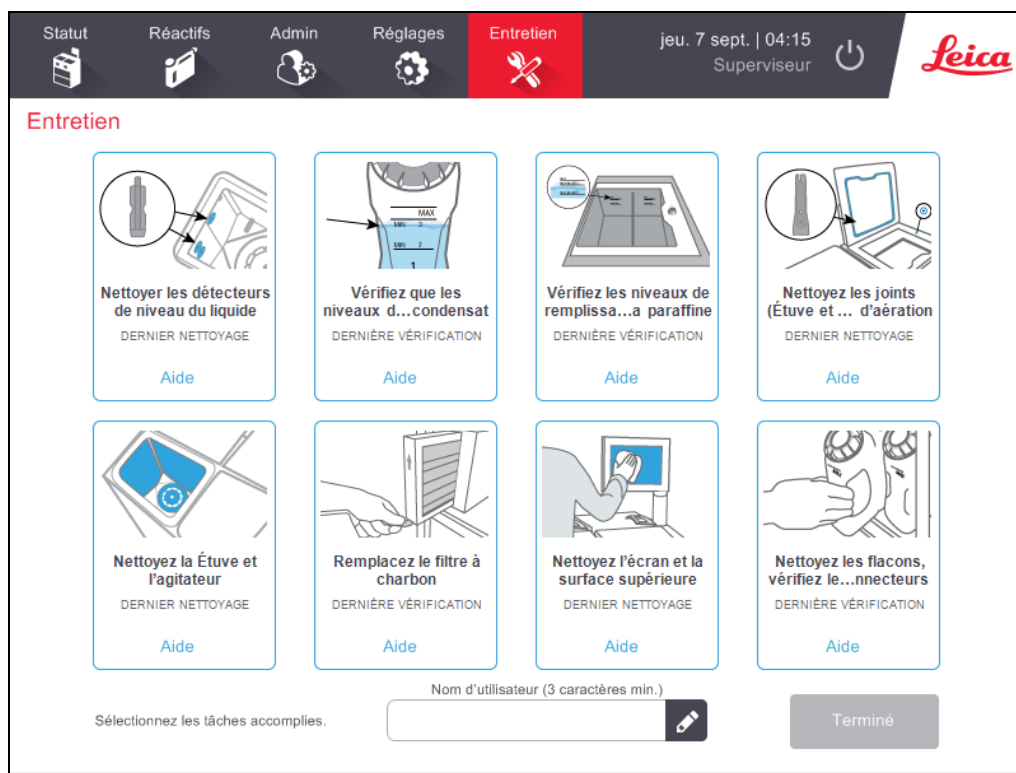 Statut
Réactifs
Admin
Réglages
Entretien
jeu. 7 sept. | 04:15
Superviseur
Leica
Entretien
MAX
MIN 3
MIN 2
1
Nettoyer les détecteurs
de niveau du liquide
DERNIER NETTOYAGE
Aide
Vérifiez que les
niveaux d...condensat
DERNIÈRE VÉRIFICATION
Aide
Vérifiez les niveaux de
remplissa...a paraffine
DERNIÈRE VÉRIFICATION
Aide
Nettoyez les joints
(Étuve et ... d'aération
DERNIER NETTOYAGE
Aide
Nettoyez la Étuve et
l'agitateur
DERNIER NETTOYAGE
Aide
Remplacez le filtre à
charbon
DERNIÈRE VÉRIFICATION
Aide
Nettoyez l'écran et la
surface supérieure
DERNIER NETTOYAGE
Aide
Nettoyez les flacons,
vérifiez le...nnecteurs
DERNIÈRE VÉRIFICATION
Aide
Nom d'utilisateur (3 caractères min.)
Sélectionnez les tâches accomplies.
Terminé